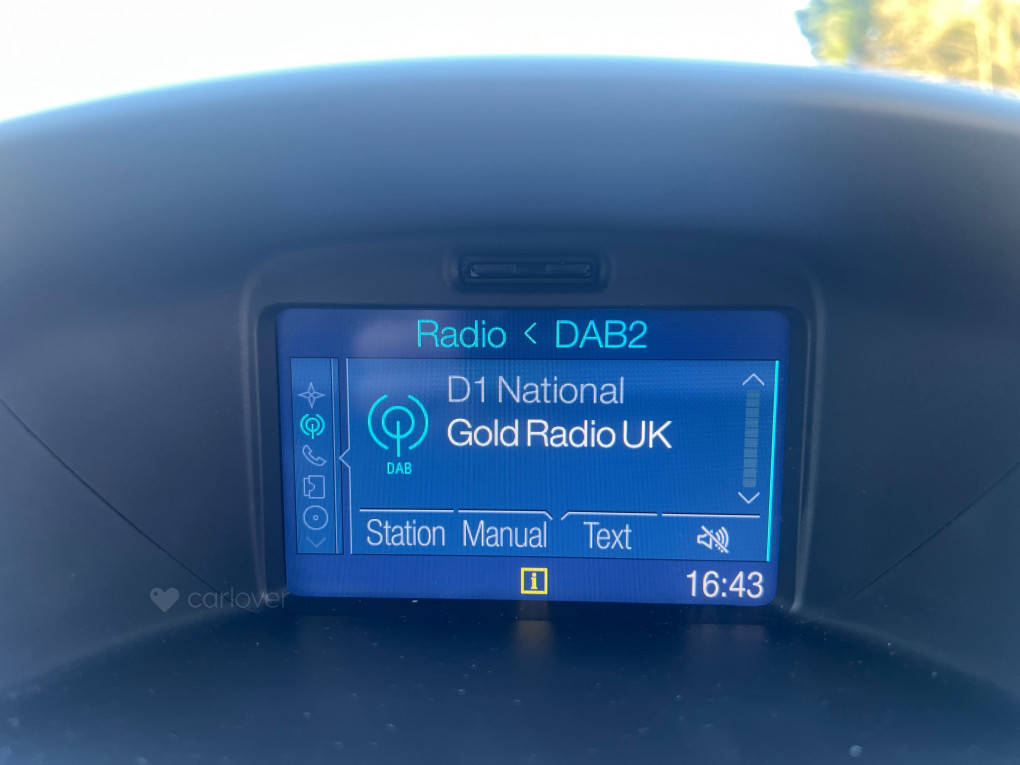 Radio < DAB2
D1 National
Gold Radio UK
DAB
Station Manual Text
i
16:43
carlover